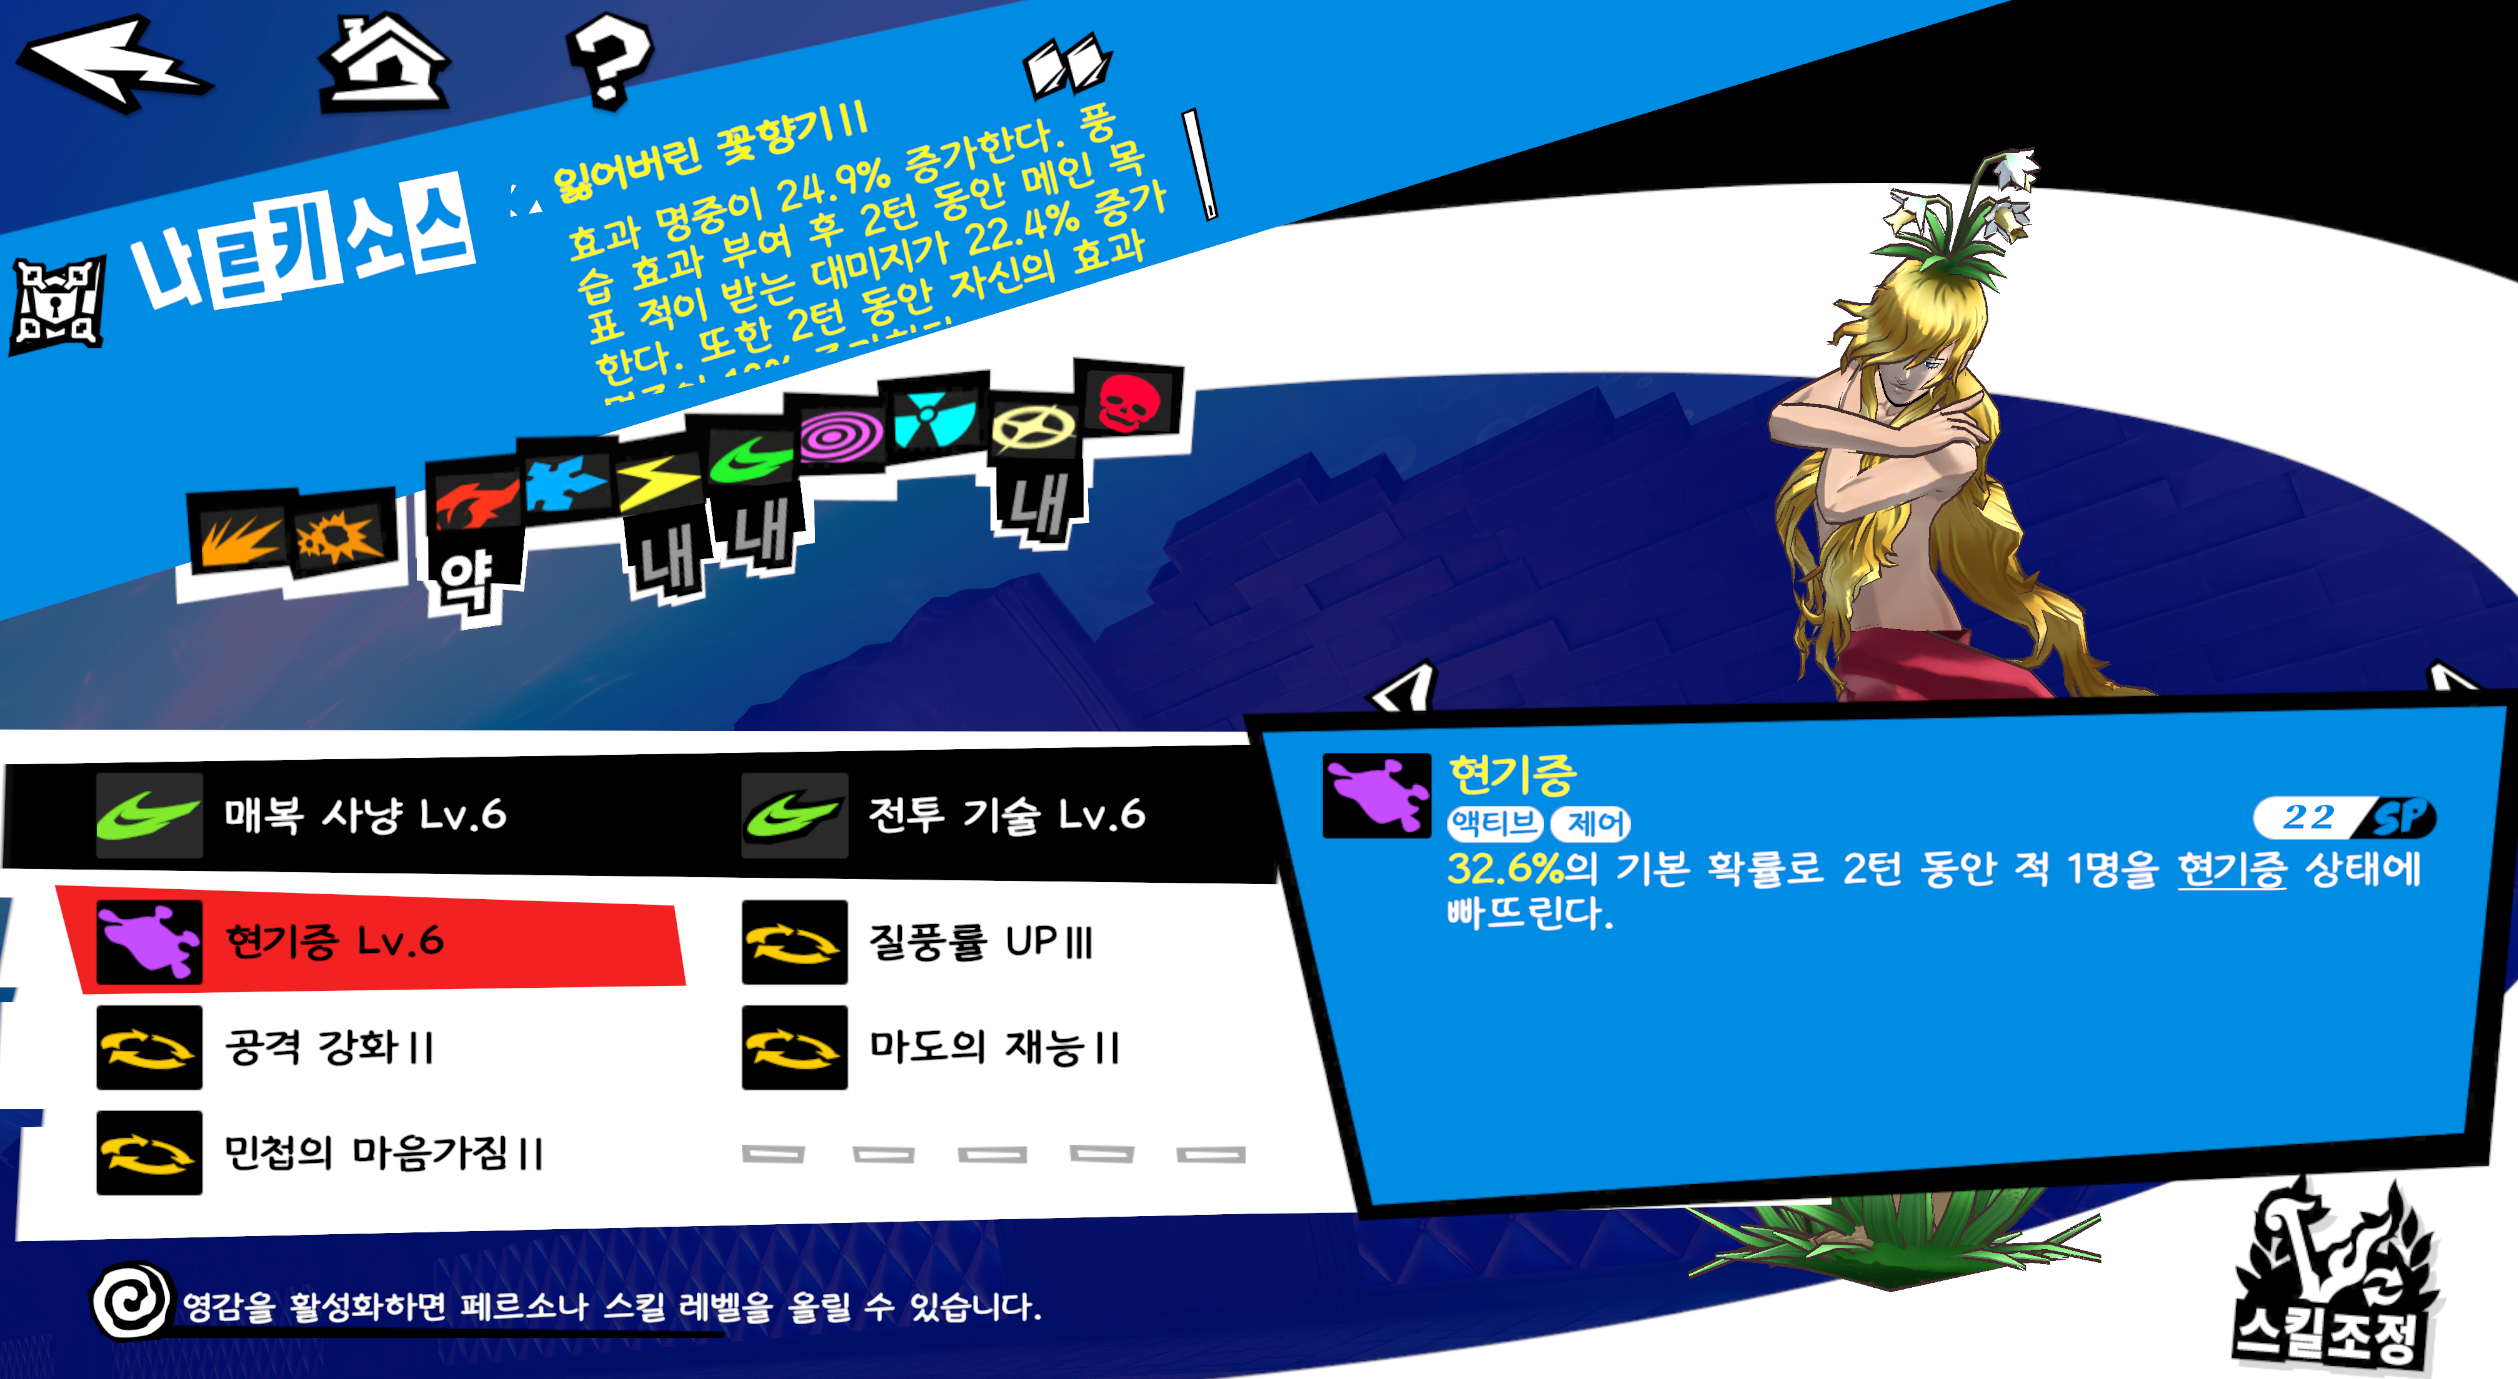 나르키소스
잃어버린 꽃향기II
효과 명중이 24.9% 증가한다. 풍
습 효과 부여 후 2턴 동안 메인 목
표 적이 받는 대미지가 22.4% 증가
한다. 또한 2턴 동안 자신의 효과
약
내
내
내
매복 사냥 Lv.6
전투 기술 Lv.6
현기증 Lv.6
질풍률 UPIII
공격 강화II
마도의 재능II
민첩의 마음가짐II
현기증
액티브 제어
22 SP
32.6%의 기본 확률로 2턴 동안 적 1명을 현기증 상태에
빠뜨린다.
영감을 활성화하면 페르소나 스킬 레벨을 올릴 수 있습니다.
스킬조정